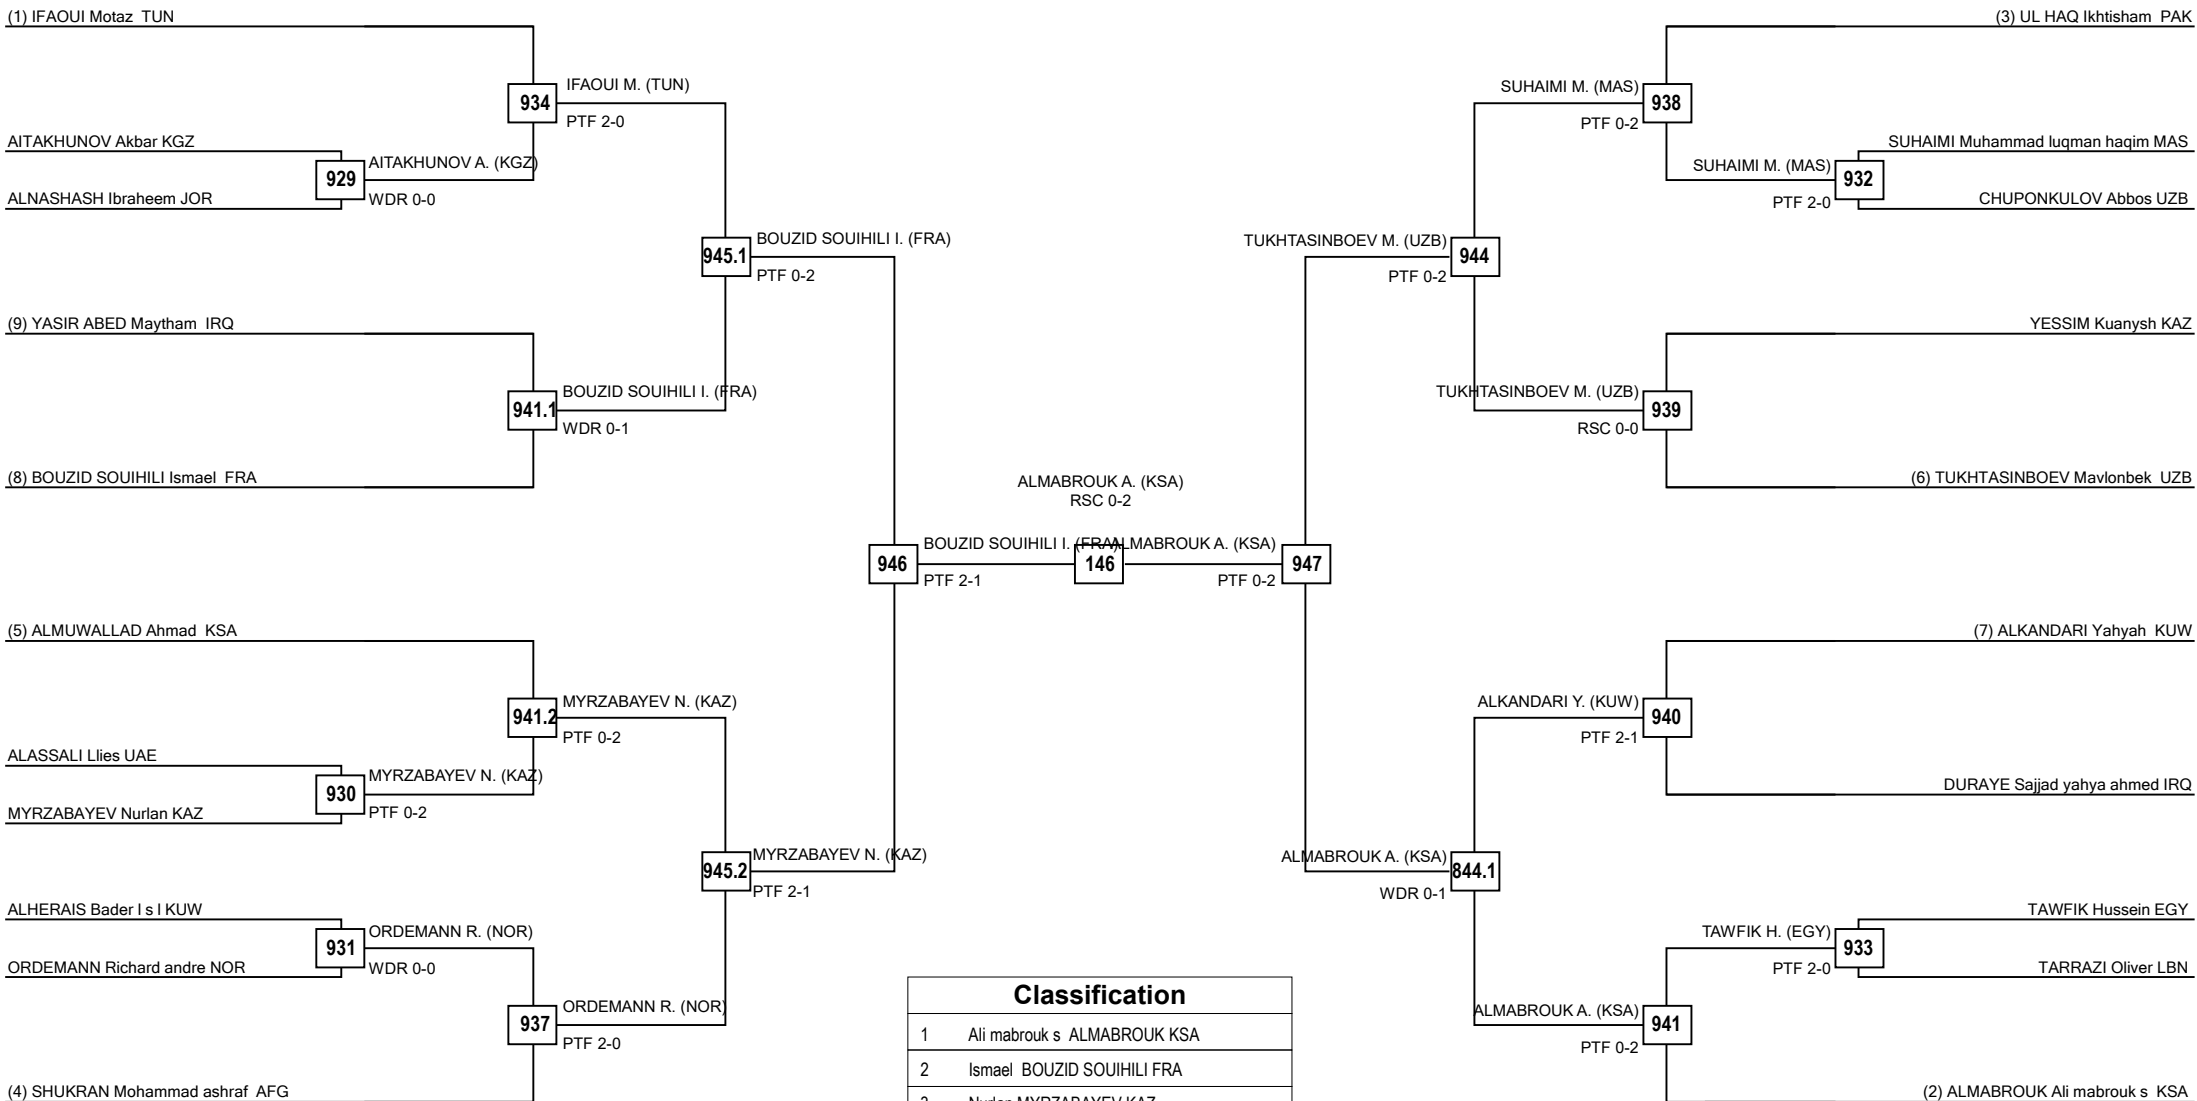 (1) IFAOUI Motaz TUN
934
IFAOUI M. (TUN)
PTF 2-0
AITAKHUNOV Akbar KGZ
929
AITAKHUNOV A. (KGZ)
WDR 0-0
ALNASHASH Ibraheem JOR
945.1
BOUZID SOUIHILI I. (FRA)
PTF 0-2
(9) YASIR ABED Maytham IRQ
941.1
BOUZID SOUIHILI I. (FRA)
WDR 0-1
(8) BOUZID SOUIHILI Ismael FRA
946
BOUZID SOUIHILI I. (FRA)
PTF 2-1
(5) ALMUWALLAD Ahmad KSA
941.2
MYRZABAYEV N. (KAZ)
PTF 0-2
ALASSALI Llies UAE
930
MYRZABAYEV N. (KAZ)
PTF 0-2
MYRZABAYEV Nurlan KAZ
945.2
MYRZABAYEV N. (KAZ)
PTF 2-1
ALHERAIS Bader l s l KUW
931
ORDEMANN R. (NOR)
WDR 0-0
ORDEMANN Richard andre NOR
937
ORDEMANN R. (NOR)
PTF 2-0
(4) SHUKRAN Mohammad ashraf AFG
ALMABROUK A. (KSA)
RSC 0-2
146
ALMABROUK A. (KSA)
PTF 0-2
947
(3) UL HAQ Ikhtisham PAK
SUHAIMI M. (MAS)
938
PTF 0-2
SUHAIMI Muhammad luqman haqim MAS
SUHAIMI M. (MAS)
932
PTF 2-0
CHUPONKULOV Abbos UZB
TUKHTASINBOEV M. (UZB)
944
PTF 0-2
YESSIM Kuanysh KAZ
TUKHTASINBOEV M. (UZB)
939
RSC 0-0
(6) TUKHTASINBOEV Mavlonbek UZB
(7) ALKANDARI Yahyah KUW
ALKANDARI Y. (KUW)
940
PTF 2-1
DURAYE Sajjad yahya ahmed IRQ
ALMABROUK A. (KSA)
844.1
WDR 0-1
TAWFIK Hussein EGY
TAWFIK H. (EGY)
933
PTF 2-0
TARRAZI Oliver LBN
ALMABROUK A. (KSA)
941
PTF 0-2
(2) ALMABROUK Ali mabrouk s KSA
Classification
1 Ali mabrouk s ALMABROUK KSA
2 Ismael BOUZID SOUIHILI FRA
3 Nurlan MYRZABAYEV KAZ